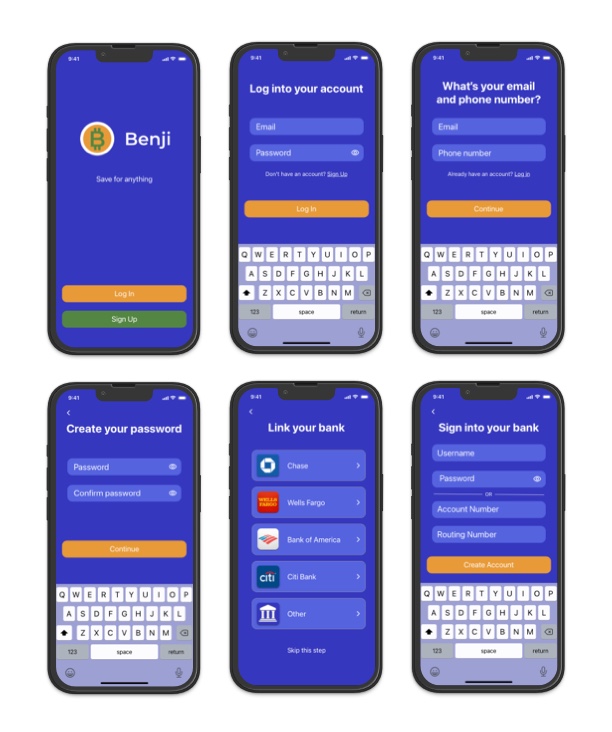 9:41
Benji
Save for anything
Log In
Sign Up
9:41
Log into your account
Email
Password
Don't have an account? Sign Up
Log In
Q W E R T Y U I O P
A S D F G H J K L
Z X C V B N M
123 space return
9:41
What's your email
and phone number?
Email
Phone number
Already have an account? Log in
Continue
Q W E R T Y U I O P
A S D F G H J K L
Z X C V B N M
123 space return
9:41
Create your password
Password
Confirm password
Continue
Q W E R T Y U I O P
A S D F G H J K L
Z X C V B N M
123 space return
9:41
Link your bank
Chase
WELLS
FARGO
Wells Fargo
Bank of America
citi
Citi Bank
Other
Skip this step
9:41
Sign into your bank
Username
Password
OR
Account Number
Routing Number
Create Account
Q W E R T Y U I O P
A S D F G H J K L
Z X C V B N M
123 space return